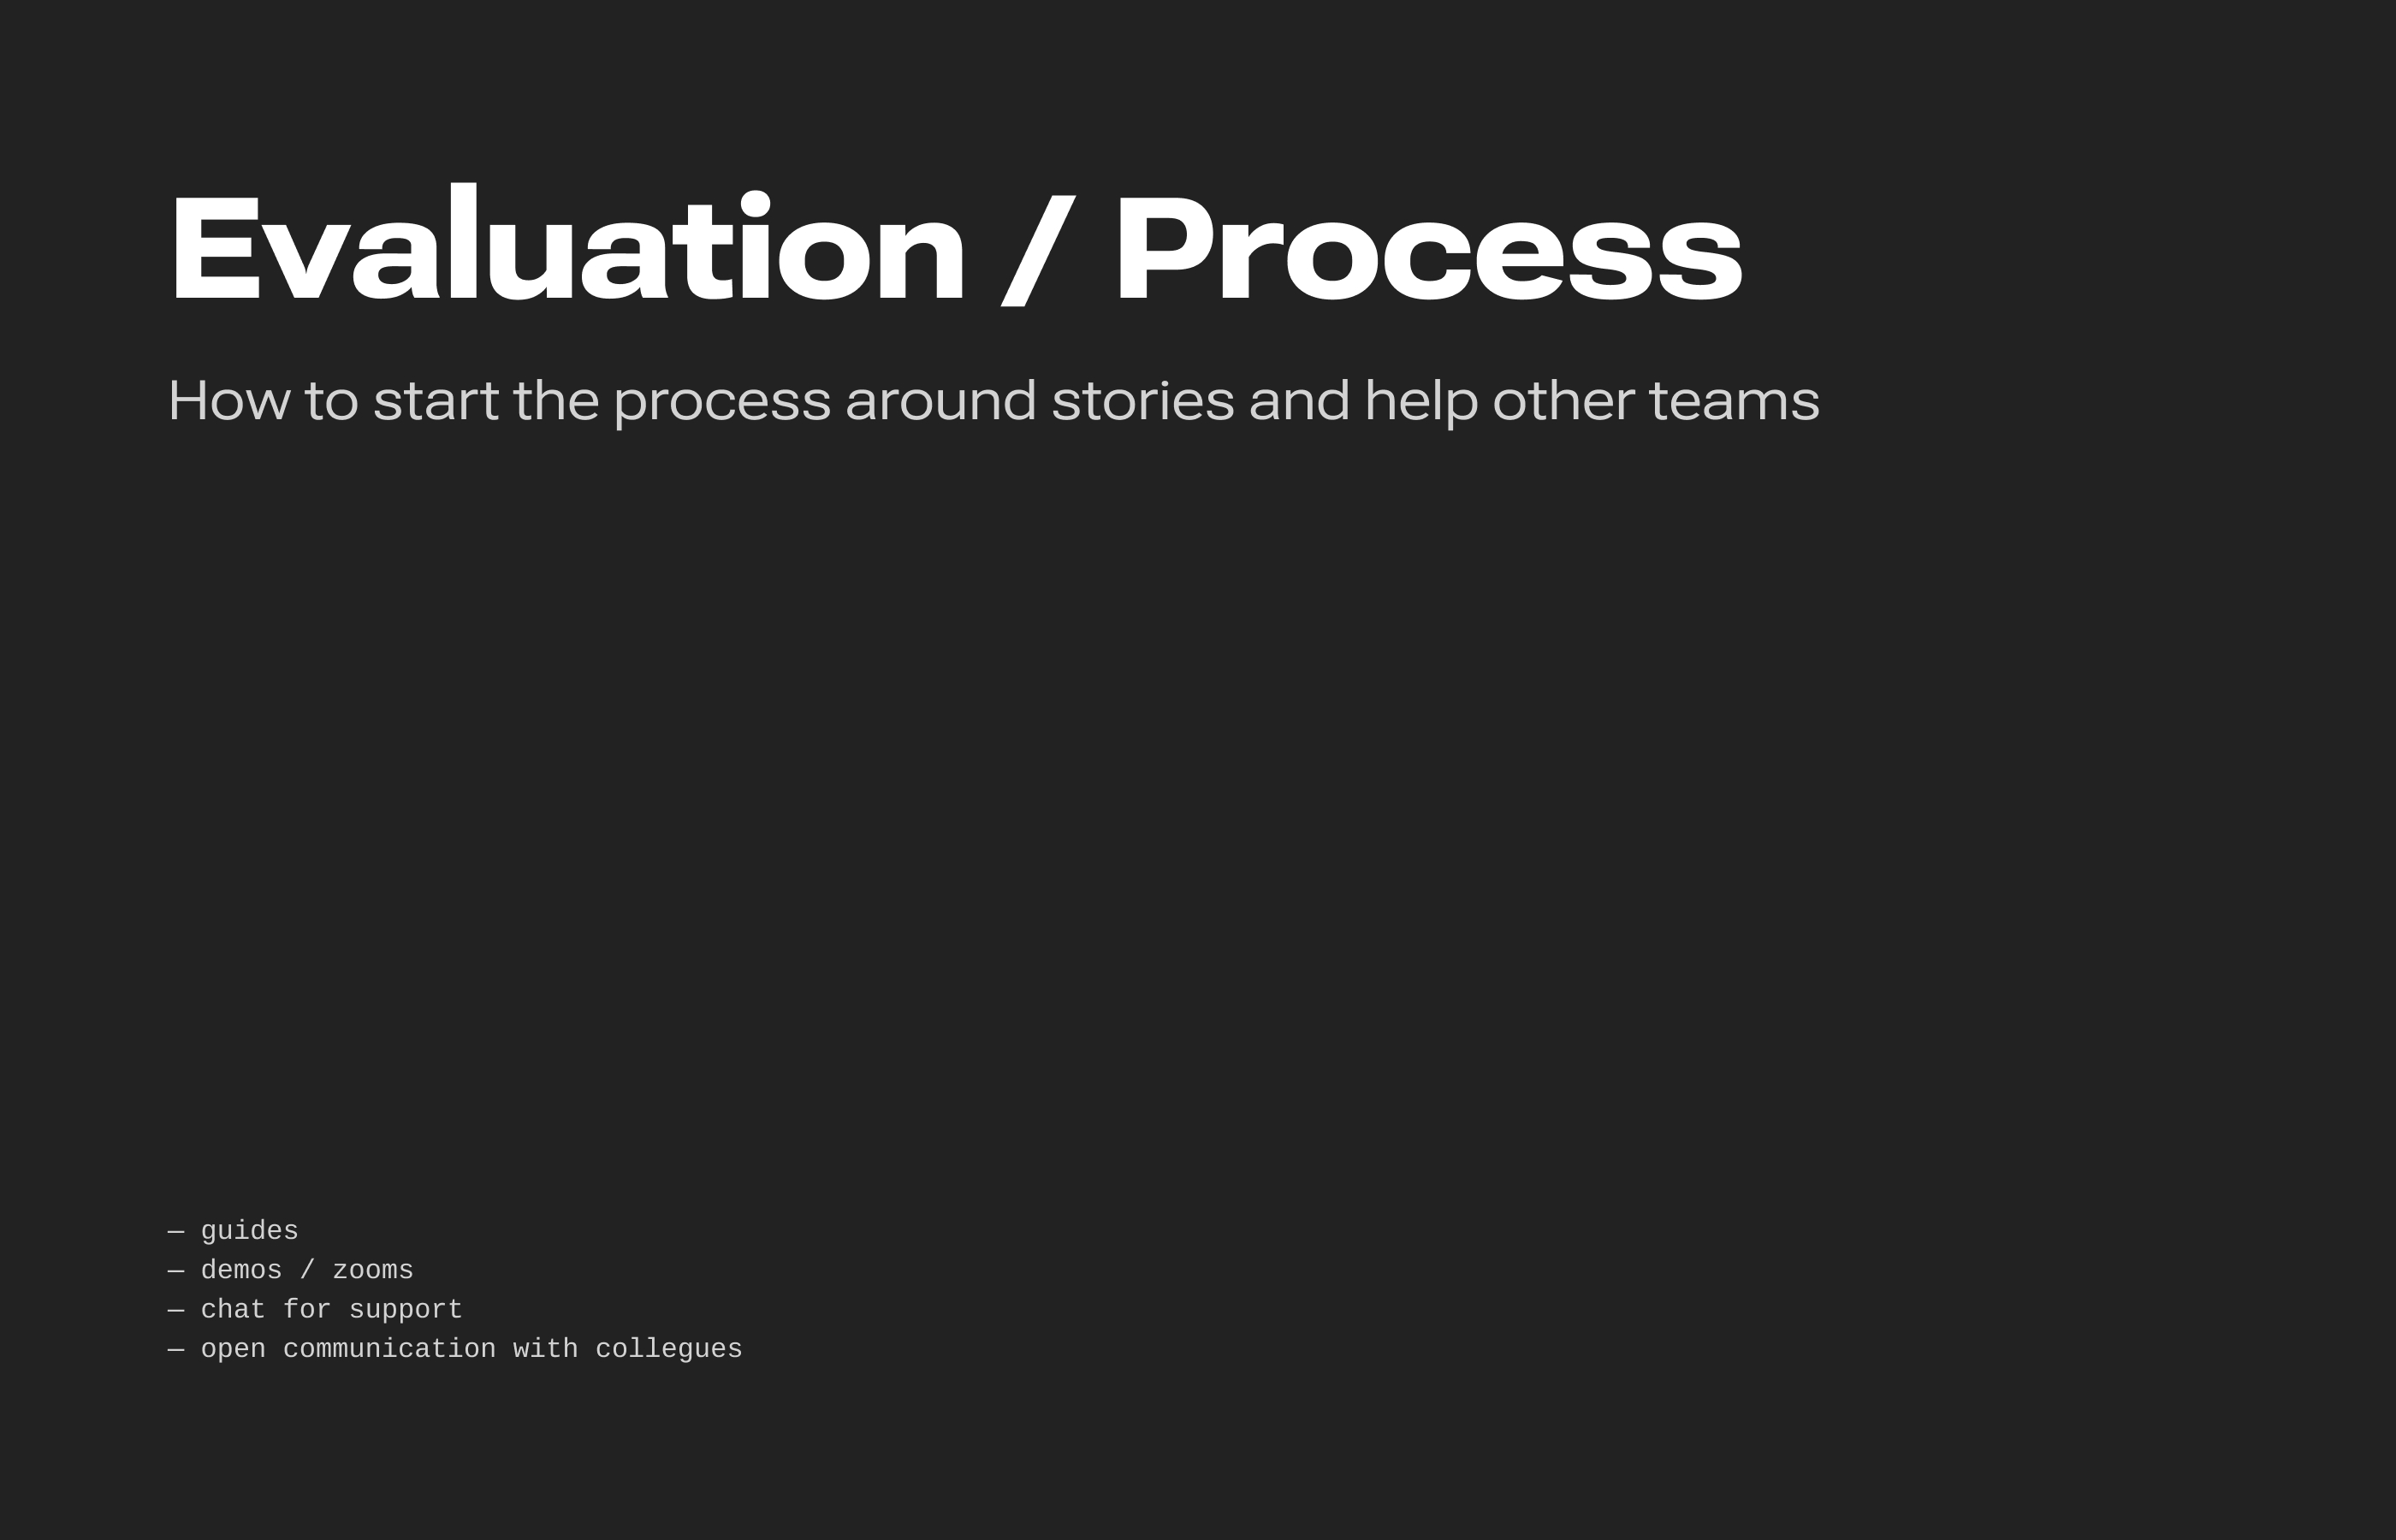 Evaluation / Process
How to start the process around stories and help other teams
— guides
— demos / zooms
— chat for support
— open communication with collegues